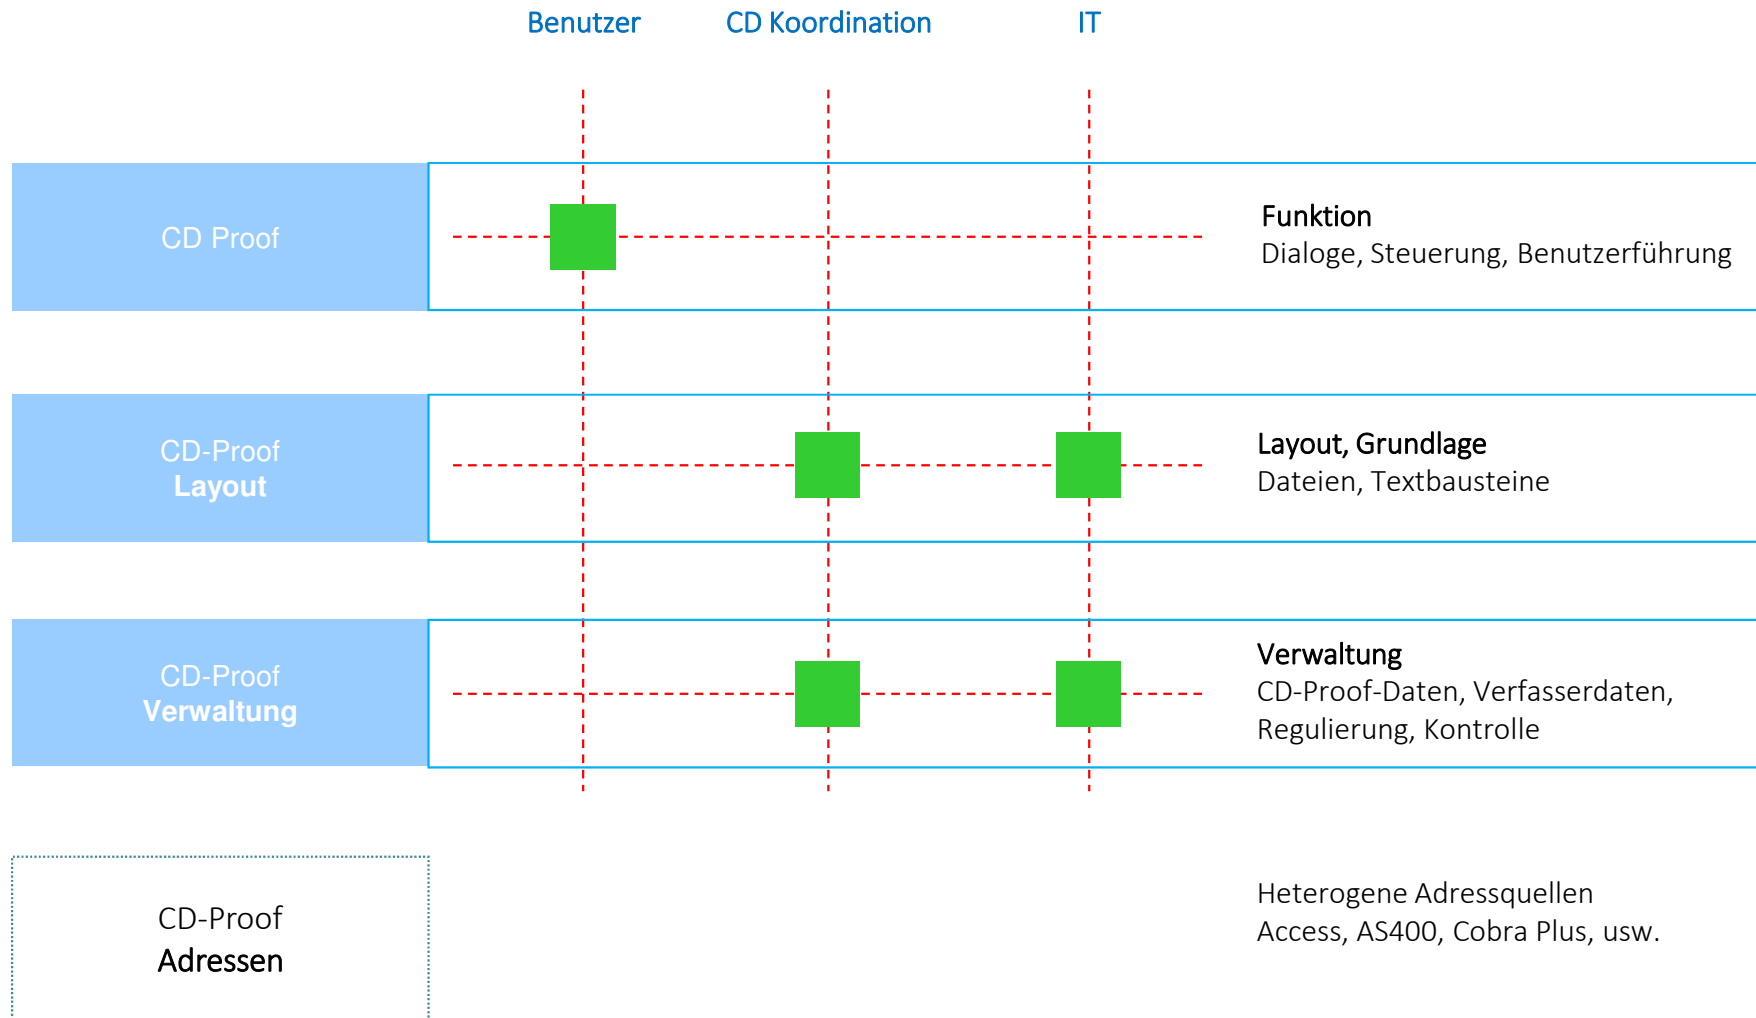 Benutzer
CD Koordination
IT
CD Proof
Funktion
Dialoge, Steuerung, Benutzerführung
CD-Proof
Layout
Layout, Grundlage
Dateien, Textbausteine
CD-Proof
Verwaltung
Verwaltung
CD-Proof-Daten, Verfasserdaten,
Regulierung, Kontrolle
CD-Proof
Adressen
Heterogene Adressquellen
Access, AS400, Cobra Plus, usw.